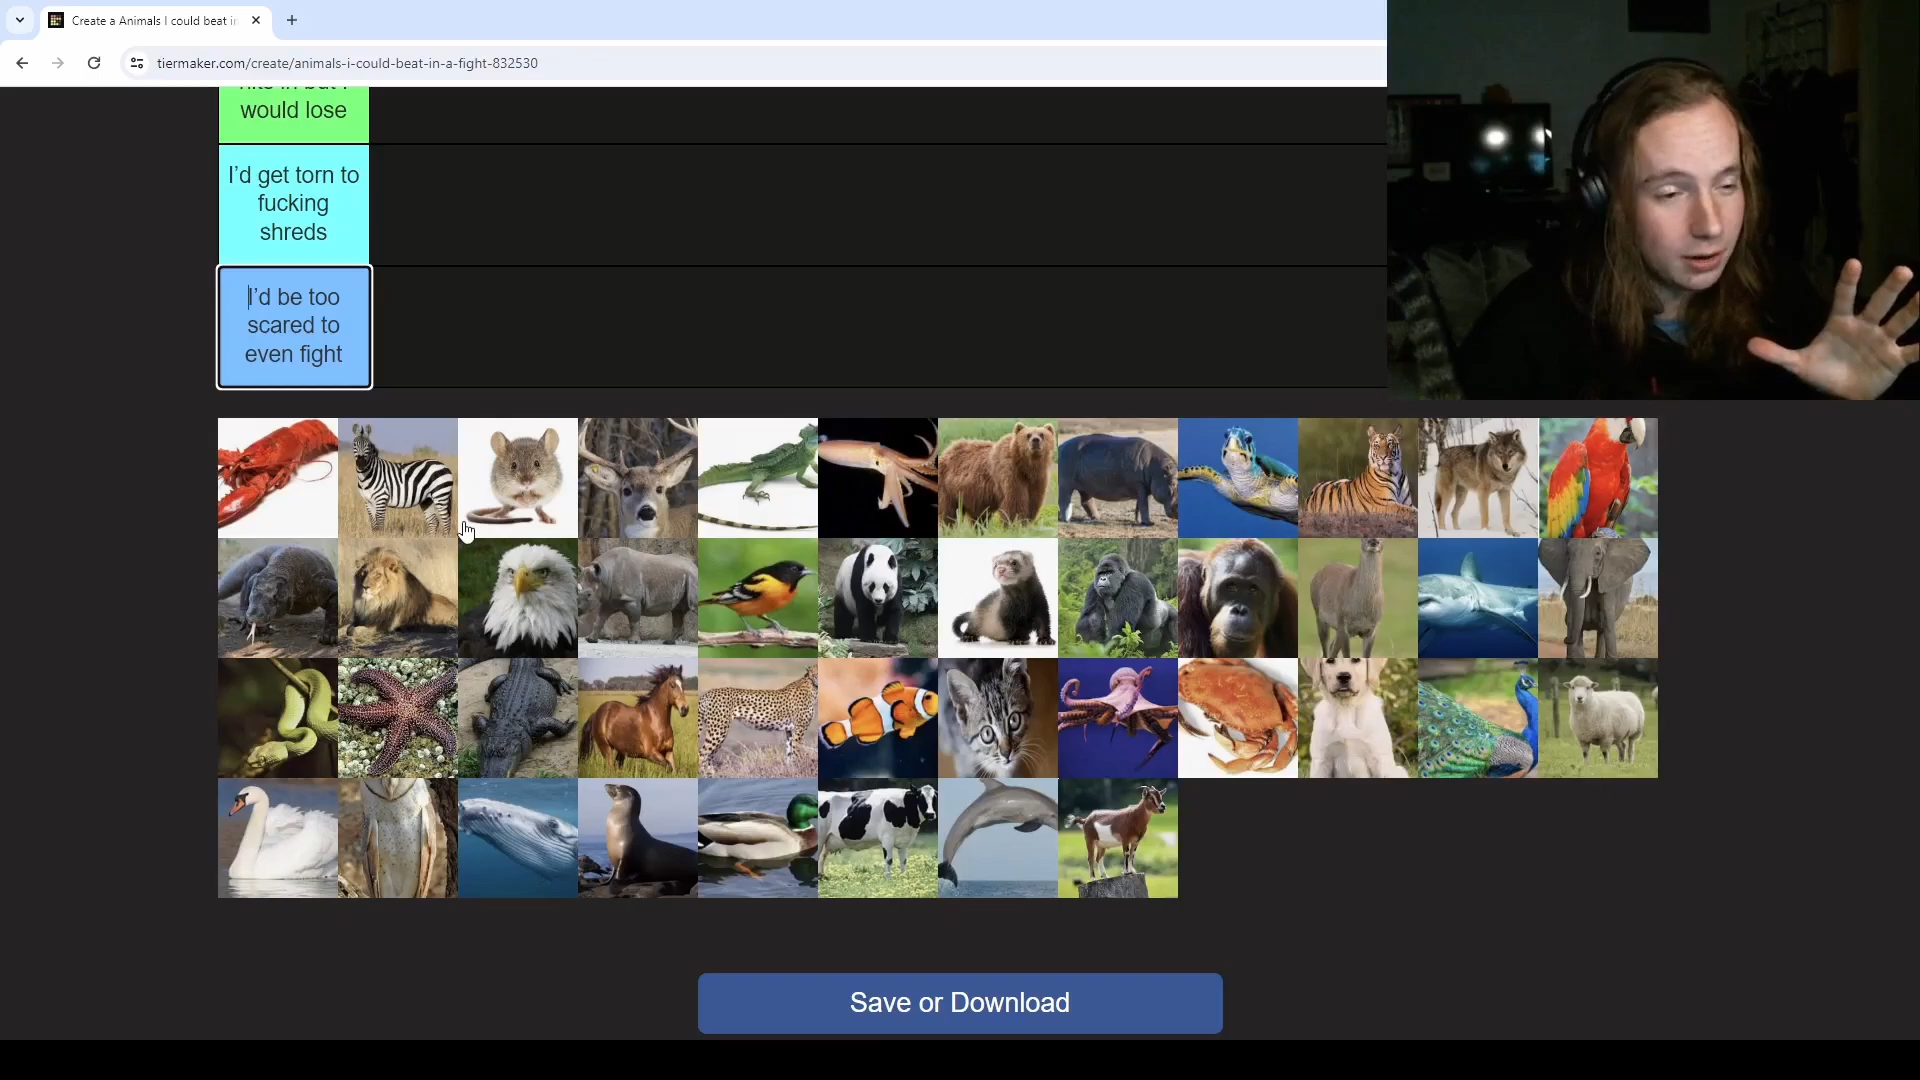 Create a Animals I could beat in
tiermaker.com/create/animals-i-could-beat-in-a-fight-832530
would lose
I'd get torn to
fucking
shreds
I'd be too
scared to
even fight
Save or Download